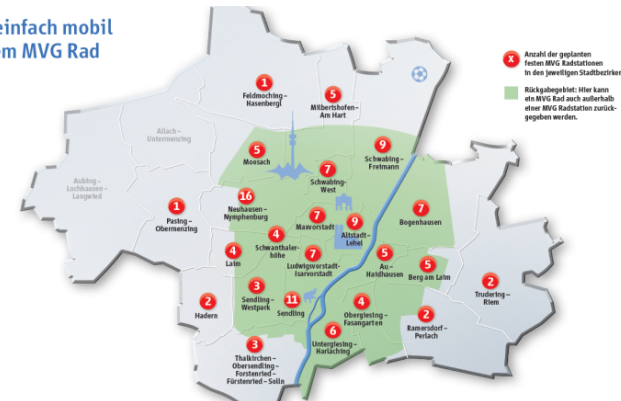 einfach mobil
em MVG Rad
X
Anzahl der geplanten
festen MVG Radstationen
in den jeweiligen Stadtbezirken
Rückgabegebiet: Hier kann
ein MVG Rad auch außerhalb
einer MVG Radstation zurück-
gegeben werden.
1
Feldmoching –
Hasenbergl
5
Milbertshofen –
Am Hart
Allach –
Untermenzing
5
Moosach
9
Schwabing –
Freimann
7
Schwabing-
West
Aubing –
Lochhausen –
Langwied
16
Neuhausen –
Nymphenburg
1
Pasing –
Obermenzing
7
Maxvorstadt
9
Altstadt –
Lehel
7
Bogenhausen
4
Schwanthaler-
höhe
4
Laim
7
Ludwigsvorstadt-
Isarvorstadt
5
Au –
Haidhausen
5
Berg am Laim
2
Trudering –
Riem
3
Sendling –
Westpark
11
Sendling
2
Hadern
4
Obergiesing –
Fasangarten
2
Ramersdorf –
Perlach
6
Untergiesing –
Harlaching
3
Thalkirchen –
Obersendling –
Forstenried –
Fürstenried – Solln